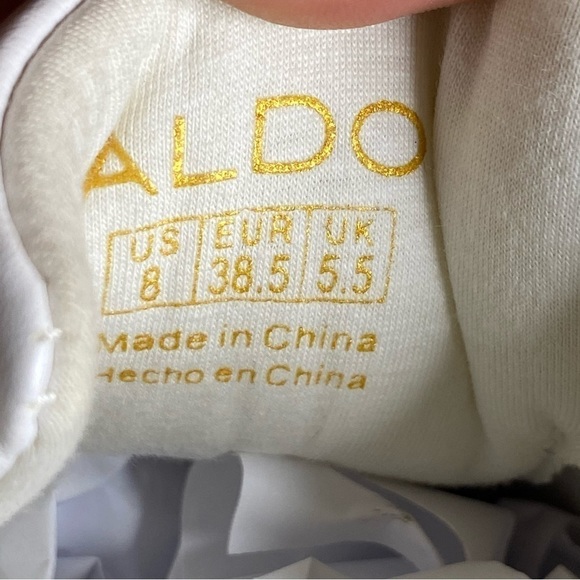 ALDO
US EUR UK
8 38.5 5.5
Made in China
Hecho en China